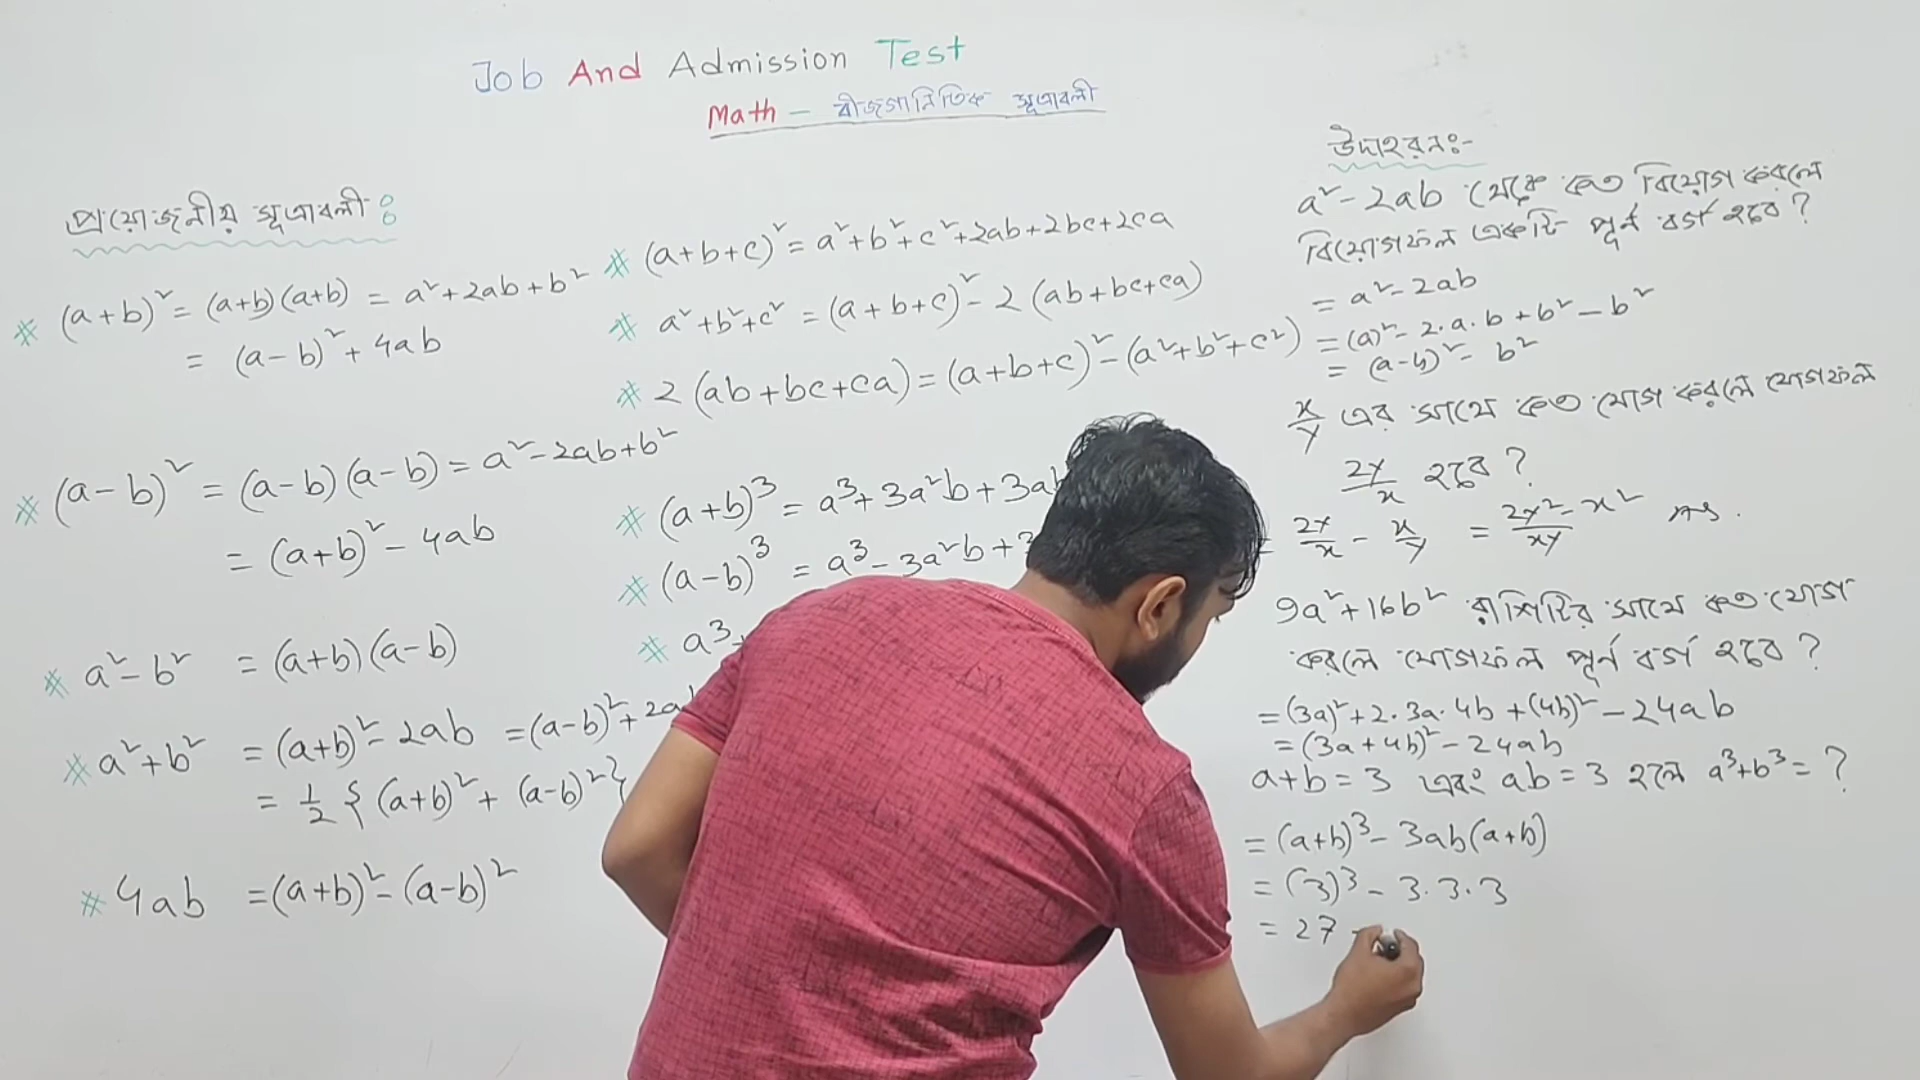 Job And Admission Test
Math - বীজগানিতিক সূত্রাবলী
প্রয়োজনীয় সূত্রাবলী :
* (a+b)² = (a+b)(a+b) = a²+2ab+b²
= (a-b)² + 4ab
* (a-b)² = (a-b)(a-b) = a²-2ab+b²
= (a+b)² - 4ab
* a²-b² = (a+b)(a-b)
* a²+b² = (a+b)² - 2ab = (a-b)² + 2a
= 1/2 {(a+b)² + (a-b)²}
* 4ab = (a+b)² - (a-b)²
* (a+b+c)² = a²+b²+c²+2ab+2bc+2ca
* a²+b²+c² = (a+b+c)² - 2(ab+bc+ca)
* 2(ab+bc+ca) = (a+b+c)² - (a²+b²+c²)
* (a+b)³ = a³+3a²b+3ab
* (a-b)³ = a³-3a²b+3
* a³+
উদাহরনঃ-
a²-2ab থেকে কত বিয়োগ করলে
বিয়োগফল একটি পূর্ন বর্গ হবে ?
= a²-2ab
= (a)²-2.a.b+b²-b²
= (a-b)² - b²
x/y এর সাথে কত যোগ করলে যোগফল
2y/x হবে ?
= 2y/x - x/y = 2y²-x²/xy Ans.
9a²+16b² রাশিটির সাথে কত যোগ
করলে যোগফল পূর্ন বর্গ হবে ?
= (3a)²+2.3a.4b+(4b)²-24ab
= (3a+4b)²-24ab
a+b=3 এবং ab=3 হলে a³+b³=?
= (a+b)³-3ab(a+b)
= (3)³-3.3.3
= 27 -